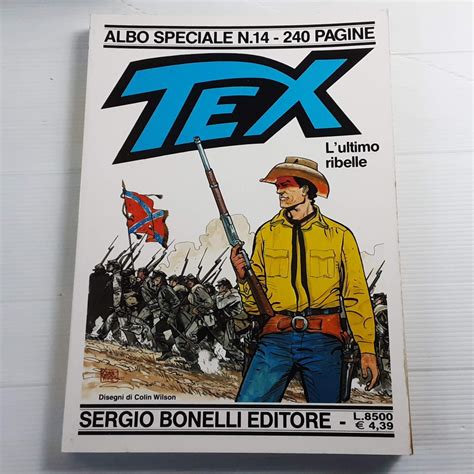 ALBO SPECIALE N.14 - 240 PAGINE
TEX
L'ultimo
ribelle
Disegni di Colin Wilson
SERGIO BONELLI EDITORE - L.8500
€ 4,39